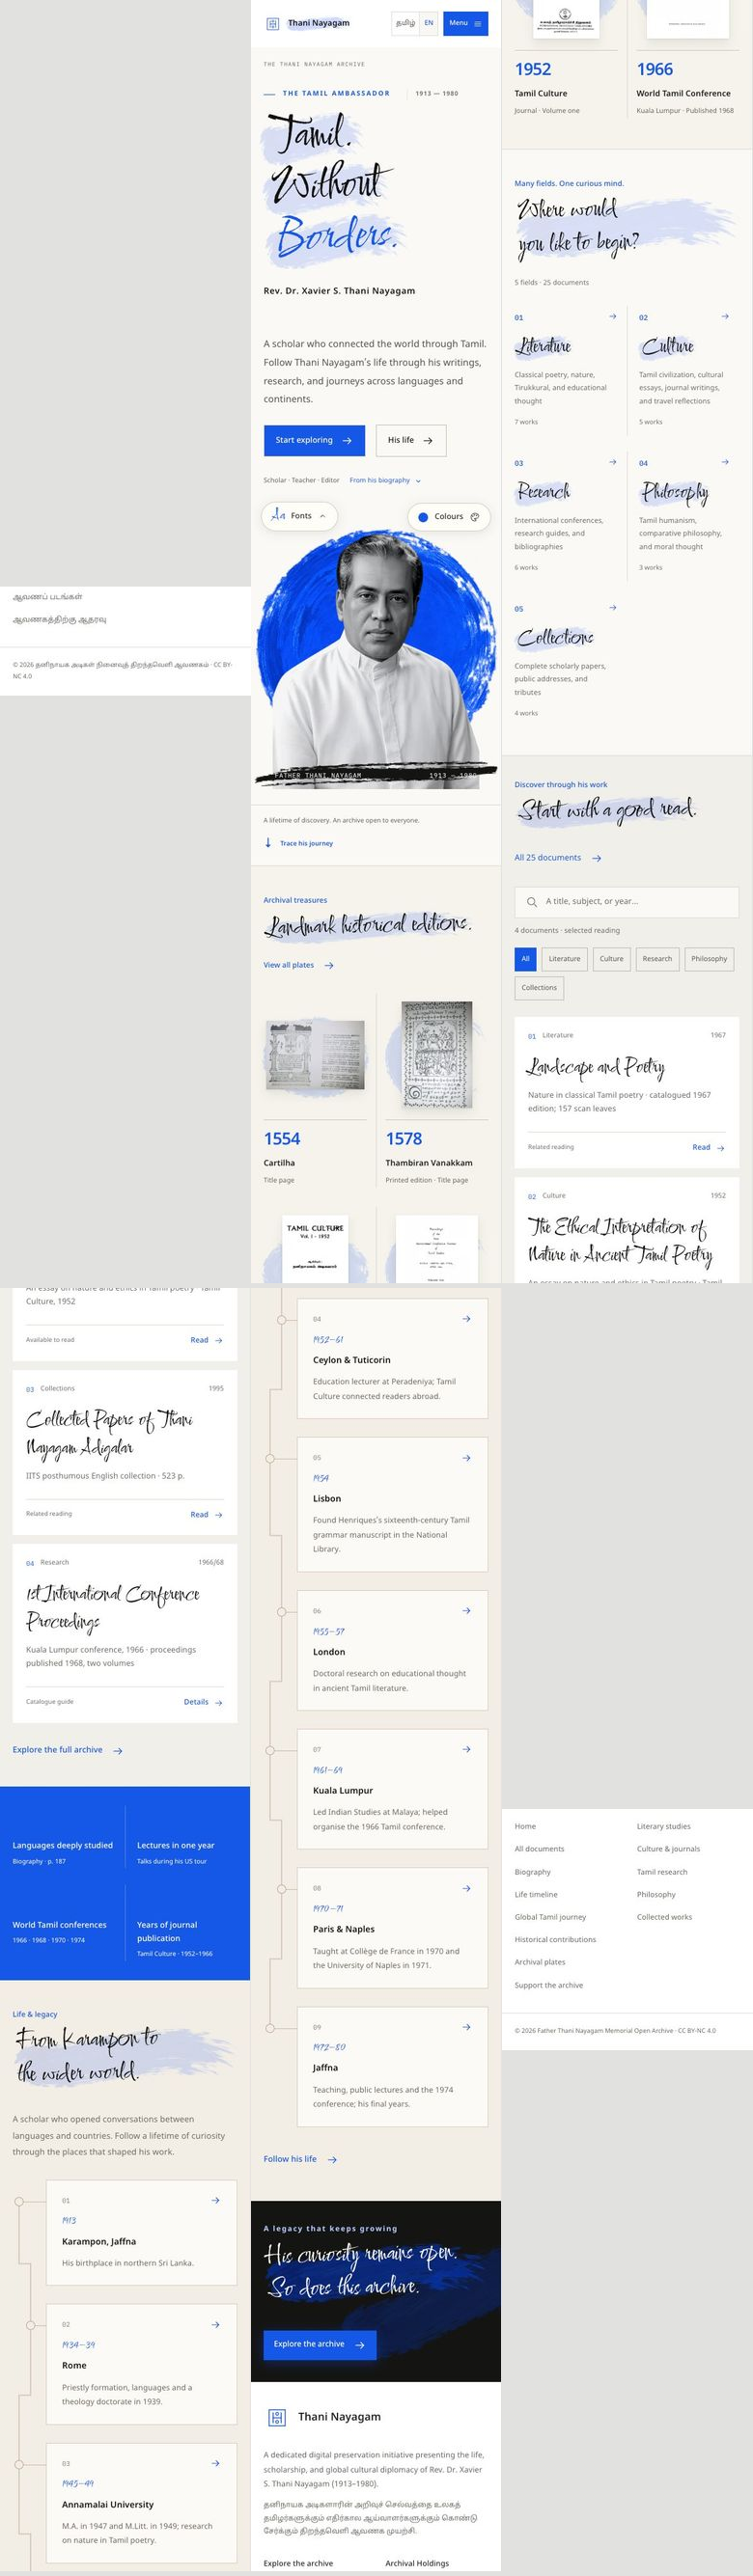 ஆவணப் படங்கள்
ஆவணகத்திற்கு ஆதரவு
© 2026 தனிநாயக அடிகள் நினைவுத் திறந்தவெளி ஆவணகம் · CC BY-
NC 4.0
Thani Nayagam
தமிழ் EN Menu
THE THANI NAYAGAM ARCHIVE
THE TAMIL AMBASSADOR 1913 — 1980
Tamil.
Without
Borders.
Rev. Dr. Xavier S. Thani Nayagam
A scholar who connected the world through Tamil.
Follow Thani Nayagam's life through his writings,
research, and journeys across languages and
continents.
Start exploring → His life →
Scholar · Teacher · Editor From his biography
Aa Fonts Colours
FATHER THANI NAYAGAM 1913 — 1980
A lifetime of discovery. An archive open to everyone.
↓ Trace his journey
Archival treasures
Landmark historical editions.
View all plates →
1554 1578
Cartilha Thambiran Vanakkam
Title page Printed edition · Title page
TAMIL CULTURE
Vol. I - 1952
1952 1966
Tamil Culture World Tamil Conference
Journal · Volume one Kuala Lumpur · Published 1968
Many fields. One curious mind.
Where would
you like to begin?
5 fields · 25 documents
01 → 02 →
Literature Culture
Classical poetry, nature, Tamil civilization, cultural
Tirukkural, and educational essays, journal writings,
thought and travel reflections
7 works 5 works
03 → 04 →
Research Philosophy
International conferences, Tamil humanism,
research guides, and comparative philosophy,
bibliographies and moral thought
6 works 3 works
05 →
Collections
Complete scholarly papers,
public addresses, and
tributes
4 works
Discover through his work
Start with a good read.
All 25 documents →
A title, subject, or year...
4 documents · selected reading
All Literature Culture Research Philosophy
Collections
01 Literature 1967
Landscape and Poetry
Nature in classical Tamil poetry · catalogued 1967
edition; 157 scan leaves
Related reading Read →
02 Culture 1952
The Ethical Interpretation of
Nature in Ancient Tamil Poetry
An essay on nature and ethics in Tamil poetry · Tamil
Culture, 1952
Available to read Read →
03 Collections 1995
Collected Papers of Thani
Nayagam Adigalar
IITS posthumous English collection · 523 p.
Related reading Read →
04 Research 1966/68
1st International Conference
Proceedings
Kuala Lumpur conference, 1966 · proceedings
published 1968, two volumes
Catalogue guide Details →
Explore the full archive →
Languages deeply studied Lectures in one year
Biography · p. 187 Talks during his US tour
World Tamil conferences Years of journal
publication
1966 · 1968 · 1970 · 1974 Tamil Culture · 1952–1966
Life & legacy
From Karampon to
the wider world.
A scholar who opened conversations between
languages and countries. Follow a lifetime of curiosity
through the places that shaped his work.
01 →
1913
Karampon, Jaffna
His birthplace in northern Sri Lanka.
02 →
1934–39
Rome
Priestly formation, languages and a
theology doctorate in 1939.
03 →
1945–49
Annamalai University
M.A. in 1947 and M.Litt. in 1949; research
on nature in Tamil poetry.
04 →
1952–61
Ceylon & Tuticorin
Education lecturer at Peradeniya; Tamil
Culture connected readers abroad.
05 →
1954
Lisbon
Found Henriques's sixteenth-century Tamil
grammar manuscript in the National
Library.
06 →
1955–57
London
Doctoral research on educational thought
in ancient Tamil literature.
07 →
1961–69
Kuala Lumpur
Led Indian Studies at Malaya; helped
organise the 1966 Tamil conference.
08 →
1970–71
Paris & Naples
Taught at Collège de France in 1970 and
the University of Naples in 1971.
09 →
1972–80
Jaffna
Teaching, public lectures and the 1974
conference; his final years.
Follow his life →
A legacy that keeps growing
His curiosity remains open.
So does this archive.
Explore the archive →
Thani Nayagam
A dedicated digital preservation initiative presenting the life,
scholarship, and global cultural diplomacy of Rev. Dr. Xavier
S. Thani Nayagam (1913–1980).
தனிநாயக அடிகளாரின் அறிவுச் செல்வத்தை உலகத்
தமிழர்களுக்கும் எதிர்கால ஆய்வாளர்களுக்கும் கொண்டு
சேர்க்கும் திறந்தவெளி ஆவணக முயற்சி.
Explore the archive Archival Holdings
Home Literary studies
All documents Culture & journals
Biography Tamil research
Life timeline Philosophy
Global Tamil journey Collected works
Historical contributions
Archival plates
Support the archive
© 2026 Father Thani Nayagam Memorial Open Archive · CC BY-NC 4.0